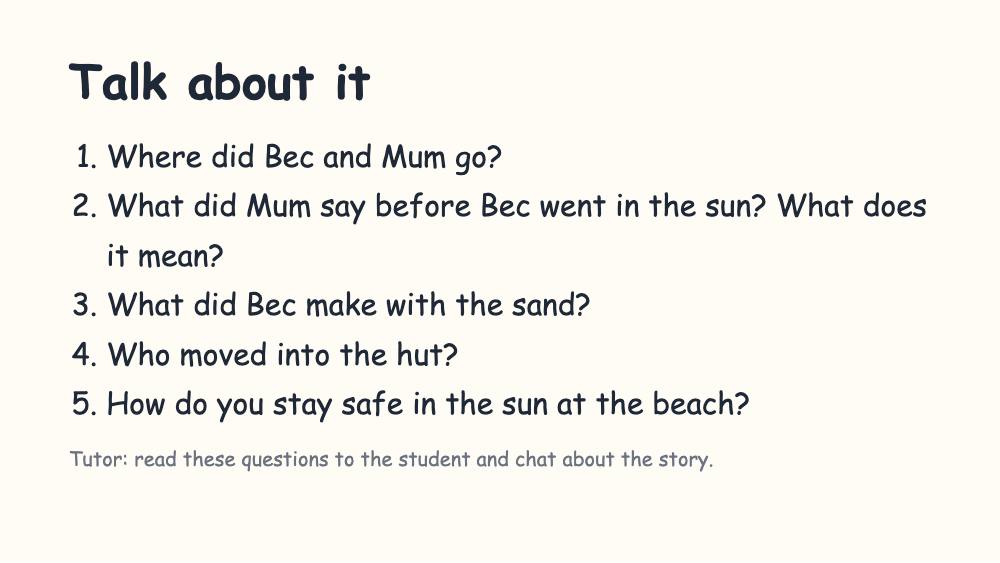 Talk about it
1. Where did Bec and Mum go?
2. What did Mum say before Bec went in the sun? What does
it mean?
3. What did Bec make with the sand?
4. Who moved into the hut?
5. How do you stay safe in the sun at the beach?
Tutor: read these questions to the student and chat about the story.